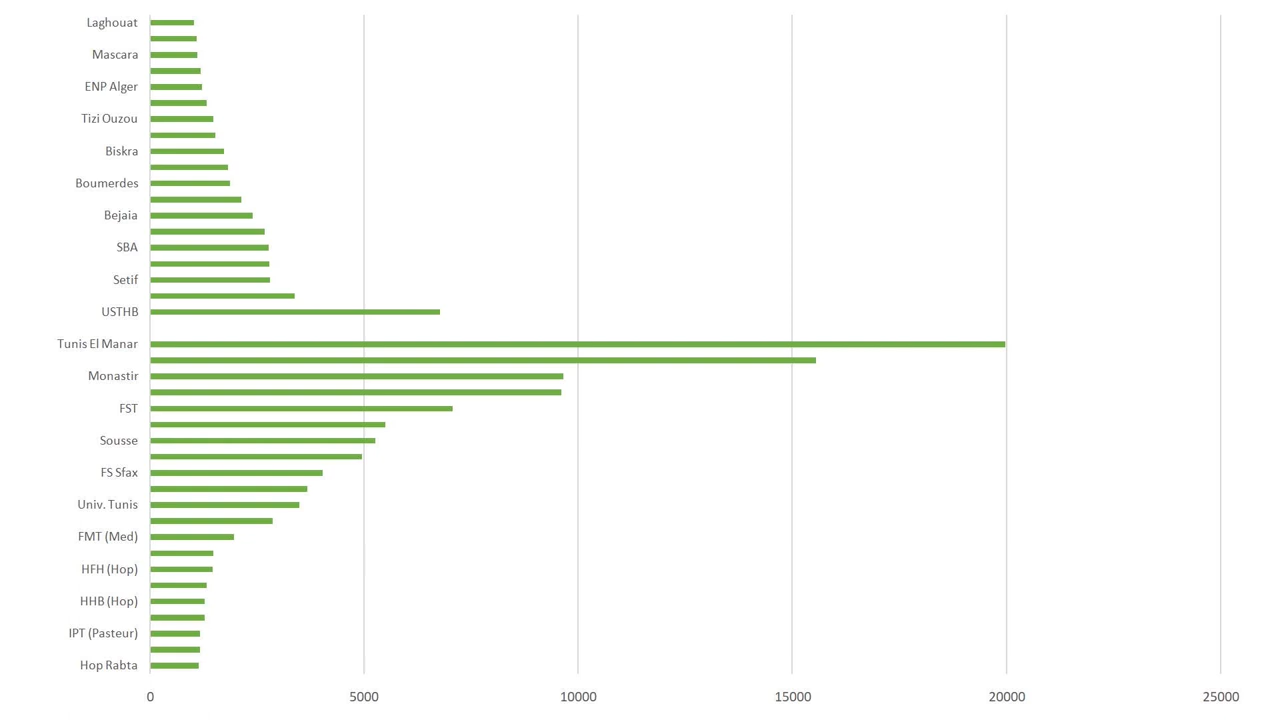 Laghouat
Mascara
ENP Alger
Tizi Ouzou
Biskra
Boumerdes
Bejaia
SBA
Setif
USTHB
Tunis El Manar
Monastir
FST
Sousse
FS Sfax
Univ. Tunis
FMT (Med)
HFH (Hop)
HHB (Hop)
IPT (Pasteur)
Hop Rabta
0 5000 10000 15000 20000 25000